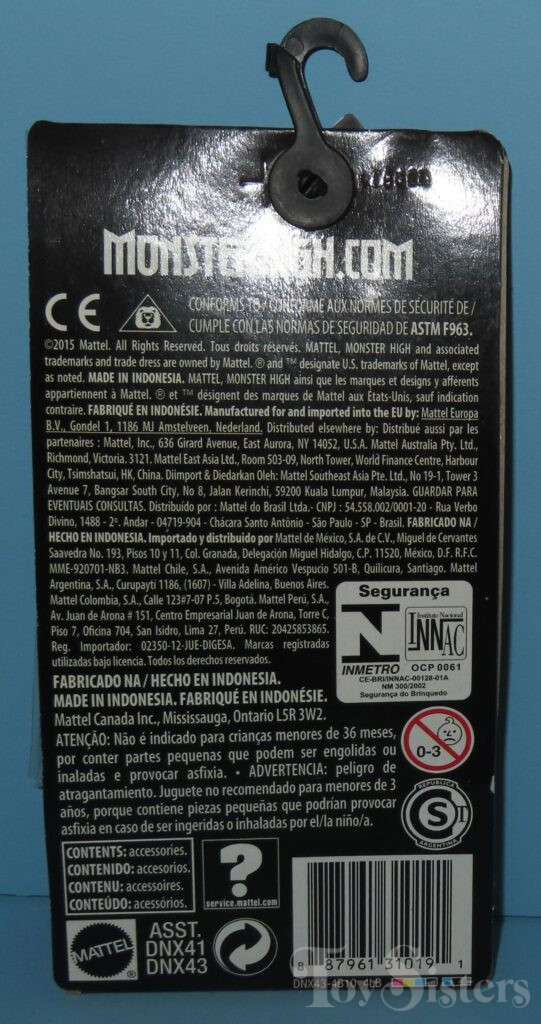 MONSTERHIGH.COM
CE
CONFORMS TO / CONFORME AUX NORMES DE SÉCURITÉ DE /
CUMPLE CON LAS NORMAS DE SEGURIDAD DE ASTM F963.
©2015 Mattel. All Rights Reserved. Tous droits réservés. MATTEL, MONSTER HIGH and associated
trademarks and trade dress are owned by Mattel. ® and ™ designate U.S. trademarks of Mattel, except
as noted. MADE IN INDONESIA. MATTEL, MONSTER HIGH ainsi que les marques et designs y afférents
appartiennent à Mattel. ® et ™ désignent des marques de Mattel aux États-Unis, sauf indication
contraire. FABRIQUÉ EN INDONÉSIE. Manufactured for and imported into the EU by: Mattel Europa
B.V., Gondel 1, 1186 MJ Amstelveen, Nederland. Distributed elsewhere by: Distribué aussi par les
partenaires : Mattel, Inc., 636 Girard Avenue, East Aurora, NY 14052, U.S.A. Mattel Australia Pty. Ltd.,
Richmond, Victoria. 3121. Mattel East Asia Ltd., Room 503-09, North Tower, World Finance Centre, Harbour
City, Tsimshatsui, HK, China. Diimport & Diedarkan Oleh: Mattel Southeast Asia Pte. Ltd., No 19-1, Tower 3
Avenue 7, Bangsar South City, No 8, Jalan Kerinchi, 59200 Kuala Lumpur, Malaysia. GUARDAR PARA
EVENTUAIS CONSULTAS. Distribuido por : Mattel do Brasil Ltda.- CNPJ : 54.558.002/0001-20 - Rua Verbo
Divino, 1488 - 2º. Andar - 04719-904 - Chácara Santo Antônio - São Paulo - SP - Brasil. FABRICADO NA /
HECHO EN INDONESIA. Importado y distribuido por Mattel de México, S.A. de C.V., Miguel de Cervantes
Saavedra No. 193, Pisos 10 y 11, Col. Granada, Delegación Miguel Hidalgo, C.P. 11520, México, D.F. R.F.C.
MME-920701-NB3. Mattel Chile, S.A., Avenida Américo Vespucio 501-B, Quilicura, Santiago. Mattel
Argentina, S.A., Curupayti 1186, (1607) - Villa Adelina, Buenos Aires.
Mattel Colombia, S.A., Calle 123#7-07 P.5, Bogotá. Mattel Perú, S.A.,
Av. Juan de Arona # 151, Centro Empresarial Juan de Arona, Torre C,
Piso 7, Oficina 704, San Isidro, Lima 27, Perú. RUC: 20425853865.
Reg. Importador: 02350-12-JUE-DIGESA. Marcas registradas
utilizadas bajo licencia. Todos los derechos reservados.
Segurança
INMETRO
Instituto Nacional
INNAC
OCP 0061
CE-BRI/INNAC-00128-01A
NM 300/2002
Segurança do Brinquedo
FABRICADO NA / HECHO EN INDONESIA.
MADE IN INDONESIA. FABRIQUÉ EN INDONÉSIE.
Mattel Canada Inc., Mississauga, Ontario L5R 3W2.
0-3
ATENÇÃO: Não é indicado para crianças menores de 36 meses,
por conter partes pequenas que podem ser engolidas ou
inaladas e provocar asfixia. • ADVERTENCIA: peligro de
atragantamiento. Juguete no recomendado para menores de 3
años, porque contiene piezas pequeñas que podrían provocar
asfixia en caso de ser ingeridas o inhaladas por el/la niño/a.
REPUBLICA
S
ARGENTINA
CONTENTS: accessories.
CONTENIDO: accesorios.
CONTENU: accessoires.
CONTEÚDO: acessórios.
?
service.mattel.com
MATTEL
®
ASST.
DNX41
DNX43
8 87961 31019 1
DNX43-4B10 4LB
ToySisters